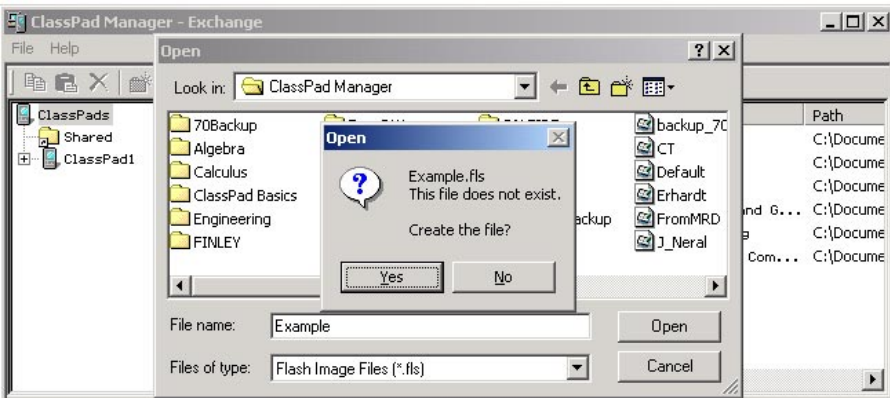 ClassPad Manager - Exchange
File Help
Open
Look in: ClassPad Manager
ClassPads
Shared
ClassPad1
70Backup
Algebra
Calculus
ClassPad Basics
Engineering
FINLEY
backup_70
CT
Default
Erhardt
FromMRD
J_Neral
ackup
Open
Example.fls
This file does not exist.
Create the file?
Yes No
Path
C:\Docume
C:\Docume
C:\Docume
nd G... C:\Docume
g C:\Docume
Com... C:\Docume
File name: Example Open
Files of type: Flash Image Files (*.fls) Cancel